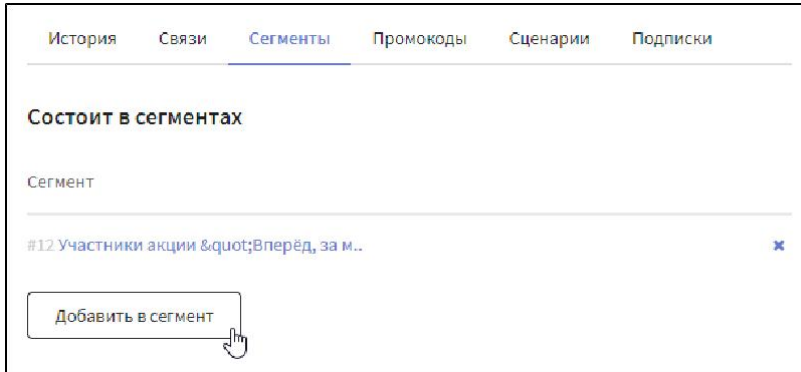 История Связи Сегменты Промокоды Сценарии Подписки
Состоит в сегментах
Сегмент
#12 Участники акции &quot;Вперёд, за м..
Добавить в сегмент